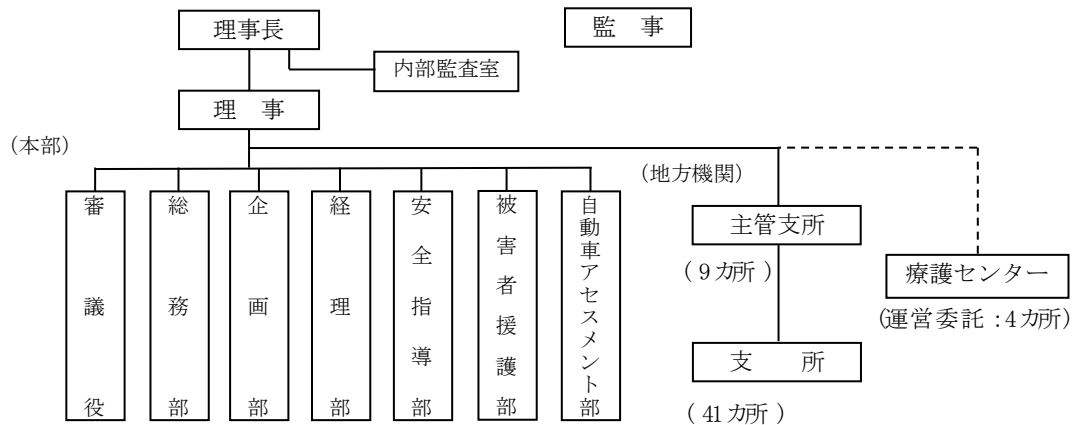 理事長
監　事
内部監査室
理　事
（本部）
（地方機関）
審議役
総務部
企画部
経理部
安全指導部
被害者援護部
自動車アセスメント部
主管支所
（9カ所）
療護センター
(運営委託:4カ所)
支　　所
（41カ所）